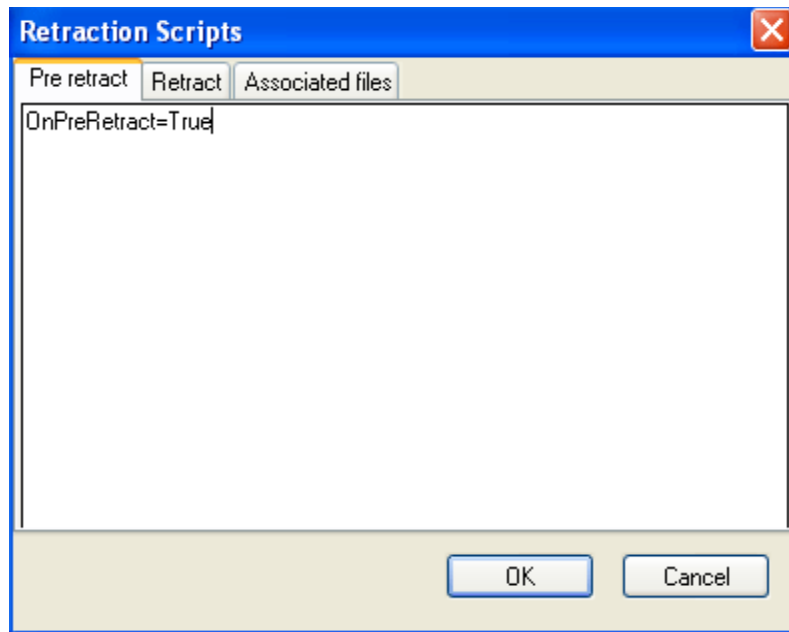 Retraction Scripts
Pre retract Retract Associated files
OnPreRetract=True
OK Cancel